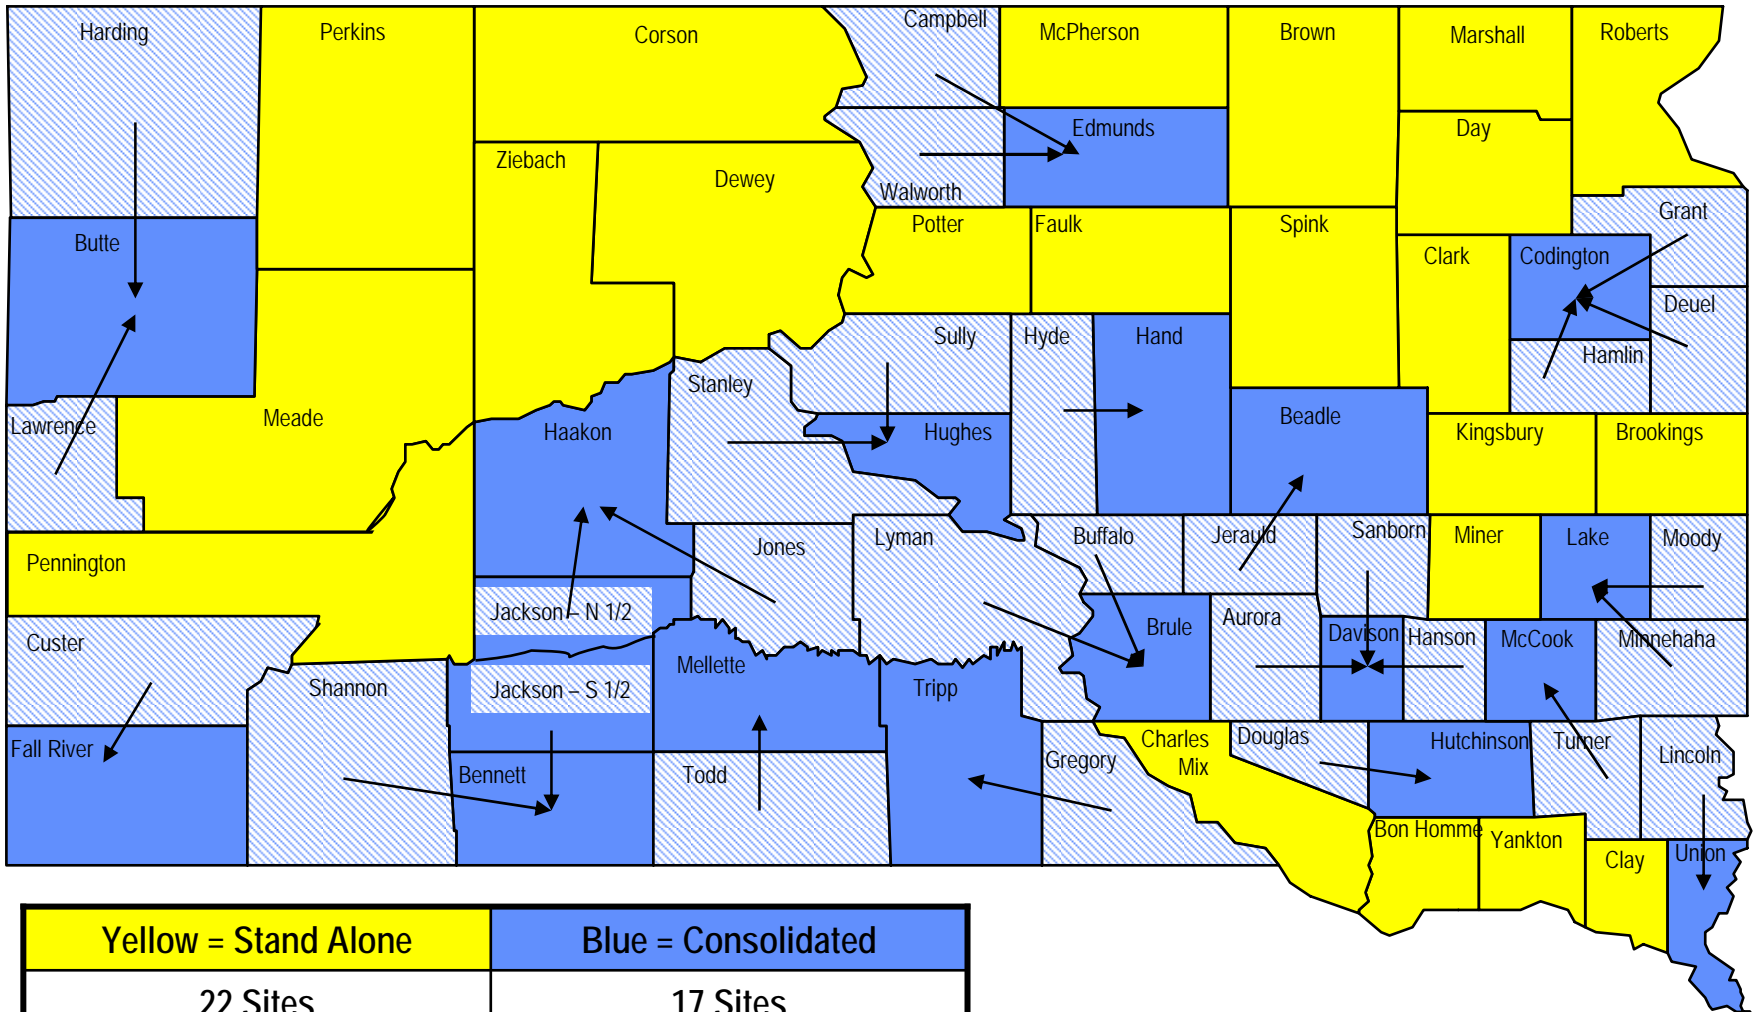 Harding
Perkins
Corson
Campbell
McPherson
Brown
Marshall
Roberts
Edmunds
Day
Ziebach
Dewey
Walworth
Grant
Butte
Potter
Faulk
Spink
Clark
Codington
Deuel
Sully
Hyde
Hand
Hamlin
Stanley
Lawrence
Meade
Haakon
Hughes
Beadle
Kingsbury
Brookings
Pennington
Jones
Lyman
Buffalo
Jerauld
Sanborn
Miner
Lake
Moody
Jackson – N 1/2
Custer
Brule
Aurora
Davison
Hanson
McCook
Minnehaha
Shannon
Jackson – S 1/2
Mellette
Tripp
Fall River
Bennett
Todd
Gregory
Charles
Mix
Douglas
Hutchinson
Turner
Lincoln
Bon Homme
Yankton
Clay
Union
Yellow = Stand Alone
Blue = Consolidated
22 Sites
17 Sites